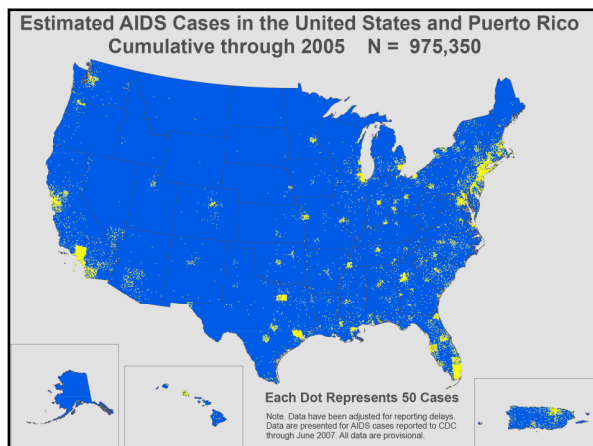 Estimated AIDS Cases in the United States and Puerto Rico
Cumulative through 2005 N = 975,350
Each Dot Represents 50 Cases
Note. Data have been adjusted for reporting delays.
Data are presented for AIDS cases reported to CDC
through June 2007. All data are provisional.